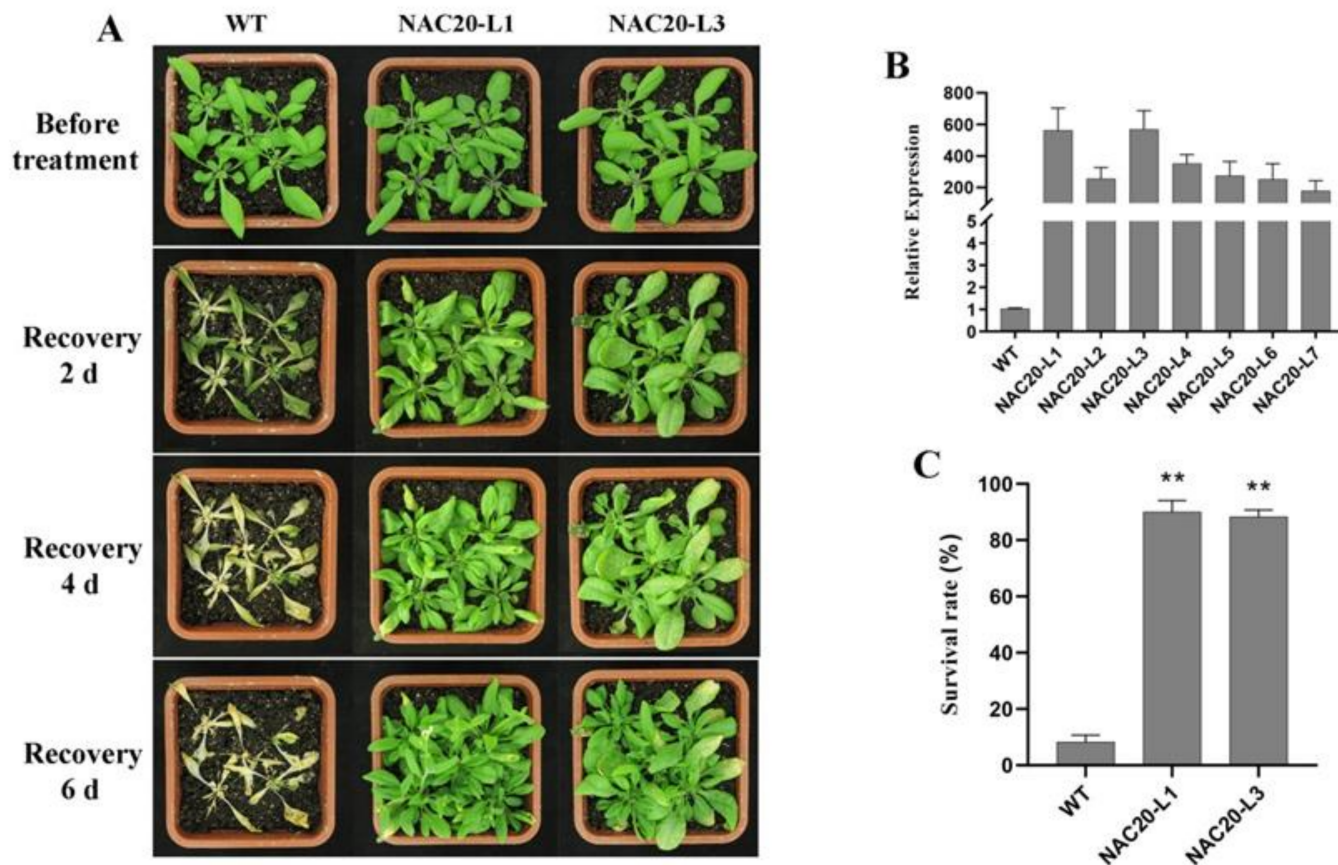 A
WT
NAC20-L1
NAC20-L3
Before
treatment
Recovery
2 d
Recovery
4 d
Recovery
6 d
B
Relative Expression
800
600
400
200
5
4
3
2
1
0
WT
NAC20-L1
NAC20-L2
NAC20-L3
NAC20-L4
NAC20-L5
NAC20-L6
NAC20-L7
C
Survival rate (%)
100
80
60
40
20
0
**
**
WT
NAC20-L1
NAC20-L3